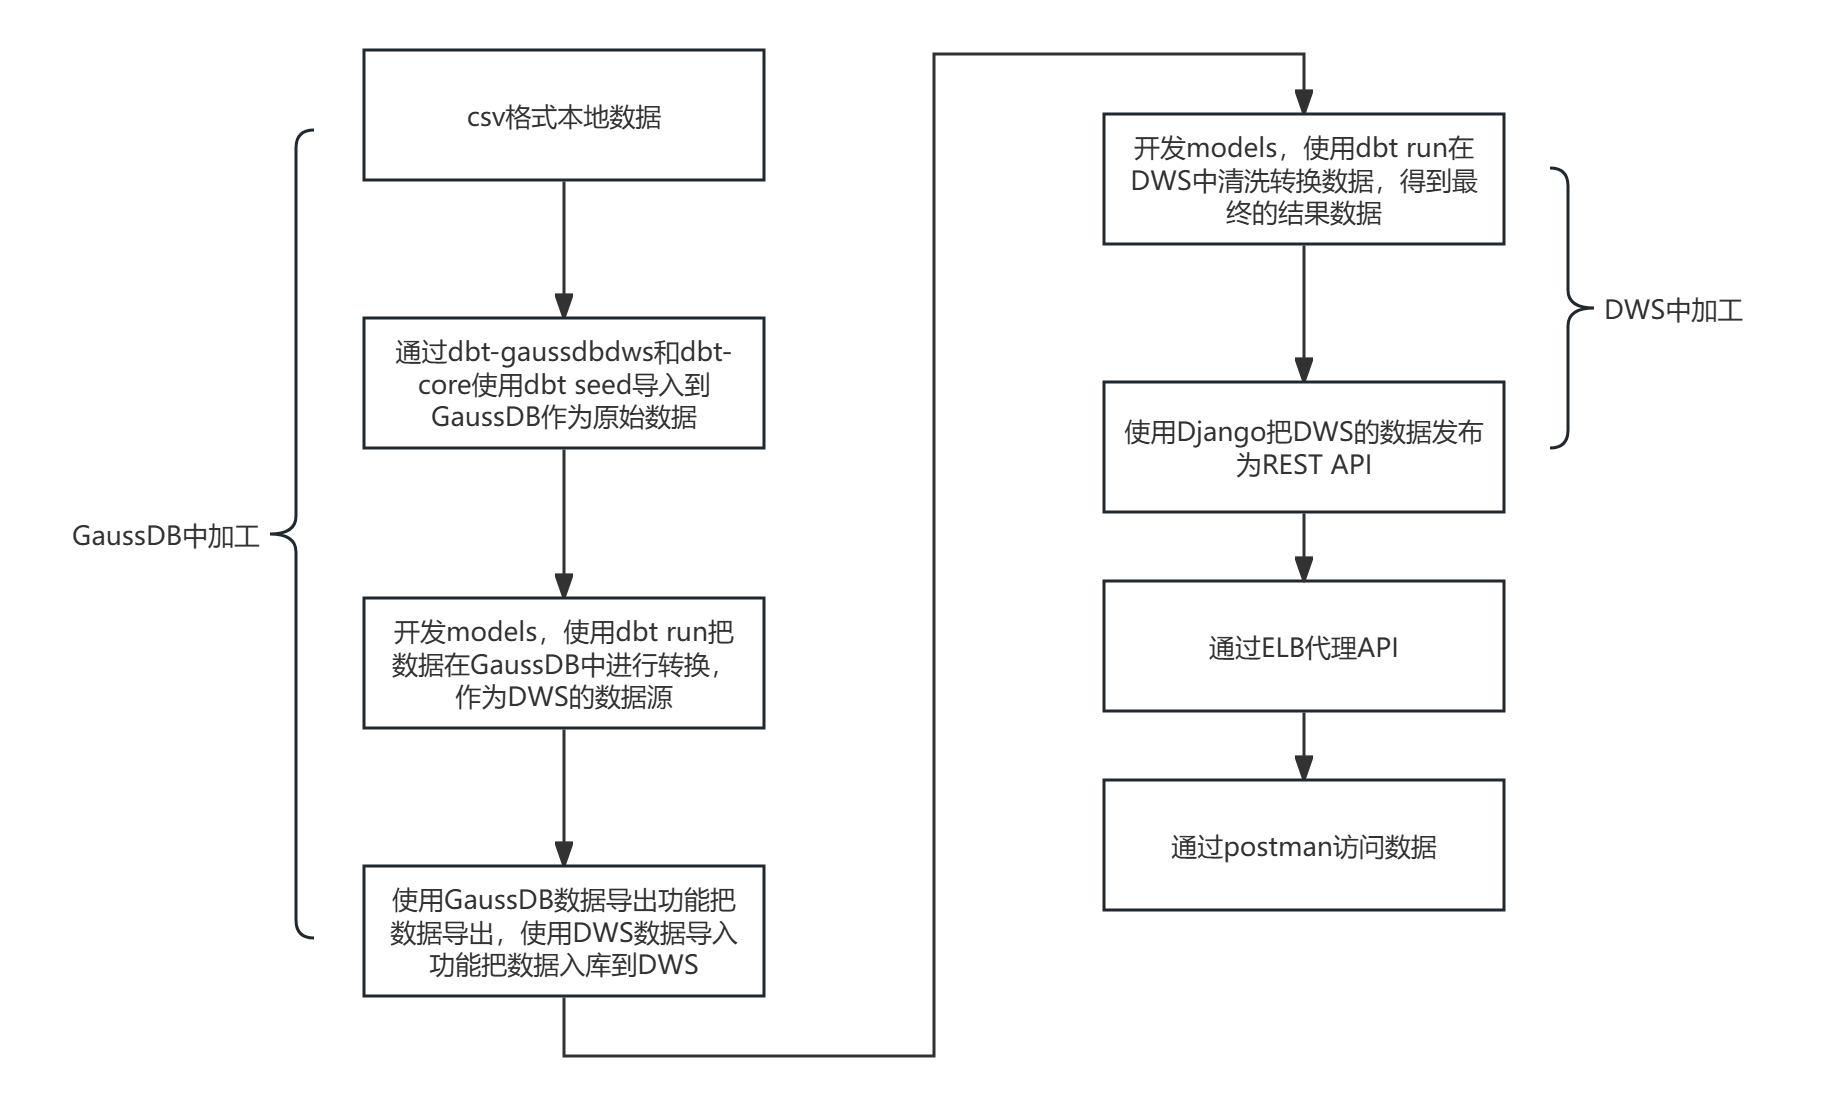 csv格式本地数据
通过dbt-gaussdbdws和dbt-
core使用dbt seed导入到
GaussDB作为原始数据
GaussDB中加工
开发models，使用dbt run把
数据在GaussDB中进行转换，
作为DWS的数据源
使用GaussDB数据导出功能把
数据导出，使用DWS数据导入
功能把数据入库到DWS
开发models，使用dbt run在
DWS中清洗转换数据，得到最
终的结果数据
DWS中加工
使用Django把DWS的数据发布
为REST API
通过ELB代理API
通过postman访问数据